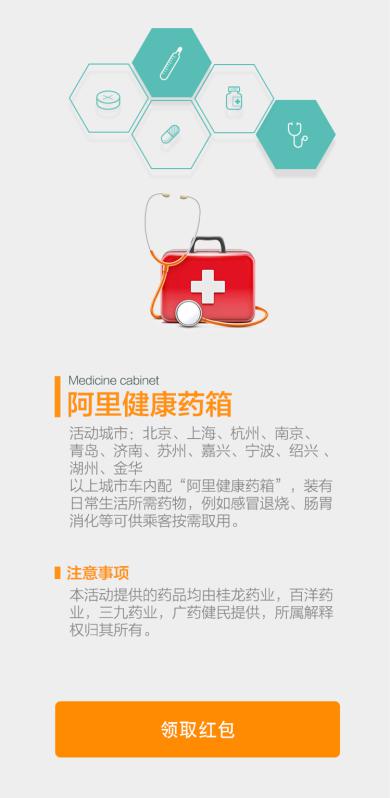 Medicine cabinet
阿里健康药箱
活动城市：北京、上海、杭州、南京、
青岛、济南、苏州、嘉兴、宁波、绍兴 、
湖州、金华
以上城市车内配“阿里健康药箱”，装有
日常生活所需药物，例如感冒退烧、肠胃
消化等可供乘客按需取用。
注意事项
本活动提供的药品均由桂龙药业，百洋药
业，三九药业，广药健民提供，所属解释
权归其所有。
领取红包